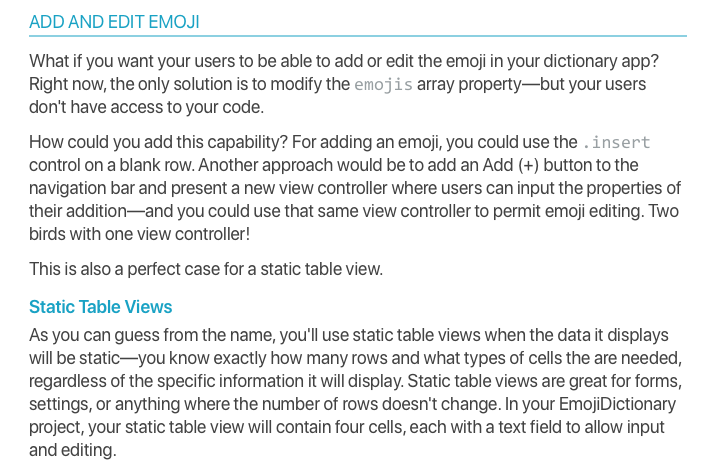 ADD AND EDIT EMOJI
What if you want your users to be able to add or edit the emoji in your dictionary app?
Right now, the only solution is to modify the emojis array property—but your users
don't have access to your code.
How could you add this capability? For adding an emoji, you could use the .insert
control on a blank row. Another approach would be to add an Add (+) button to the
navigation bar and present a new view controller where users can input the properties of
their addition—and you could use that same view controller to permit emoji editing. Two
birds with one view controller!
This is also a perfect case for a static table view.
Static Table Views
As you can guess from the name, you'll use static table views when the data it displays
will be static—you know exactly how many rows and what types of cells the are needed,
regardless of the specific information it will display. Static table views are great for forms,
settings, or anything where the number of rows doesn't change. In your EmojiDictionary
project, your static table view will contain four cells, each with a text field to allow input
and editing.